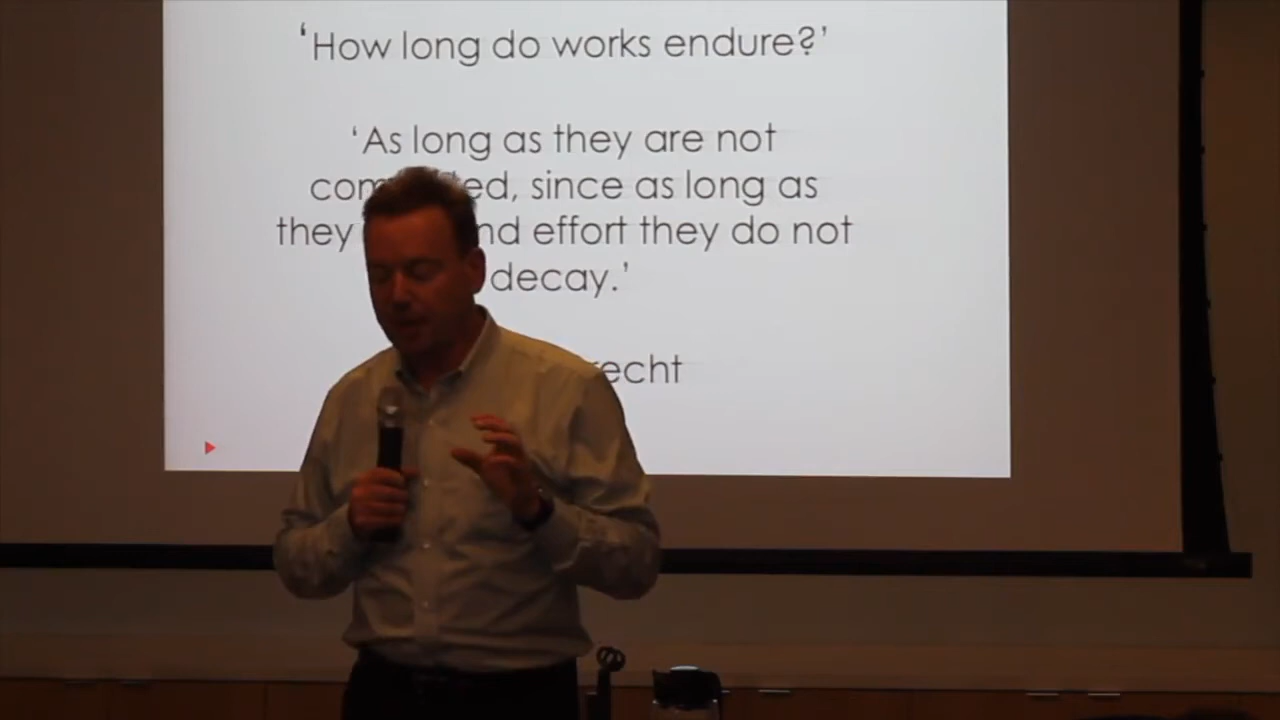 'How long do works endure?'
'As long as they are not
, since as long as
they effort they do not
decay.'